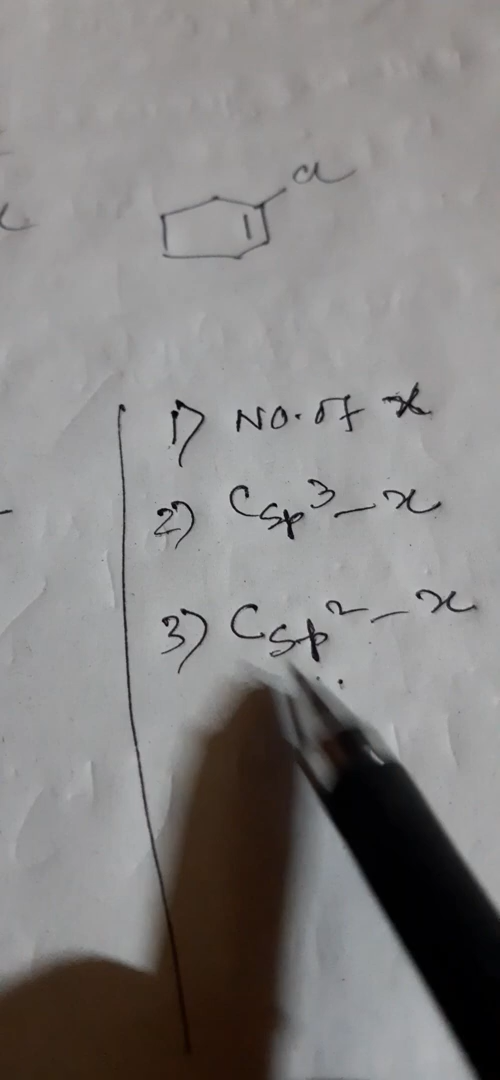 Cl
1) NO. of X
2) Csp³-X
3) Csp²-X